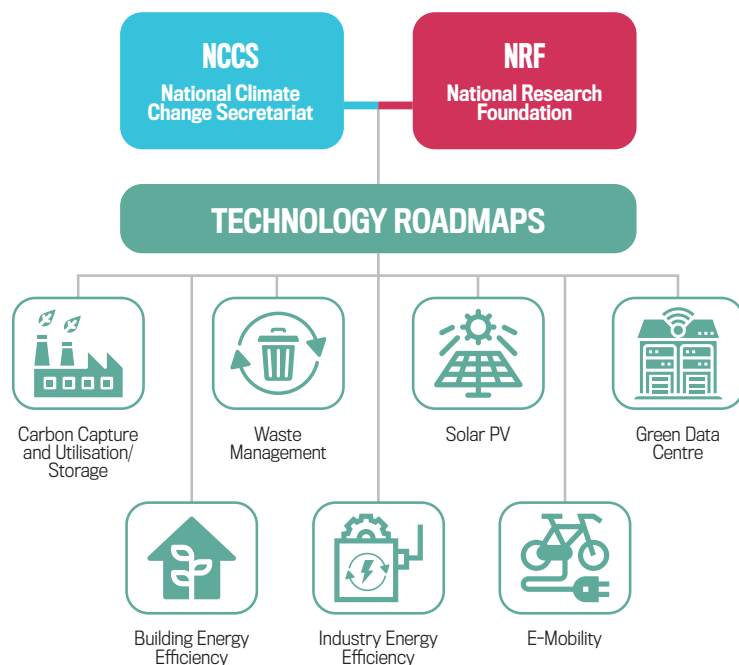 NCCS
National Climate
Change Secretariat
NRF
National Research
Foundation
TECHNOLOGY ROADMAPS
Carbon Capture
and Utilisation/
Storage
Waste
Management
Solar PV
Green Data
Centre
Building Energy
Efficiency
Industry Energy
Efficiency
E-Mobility